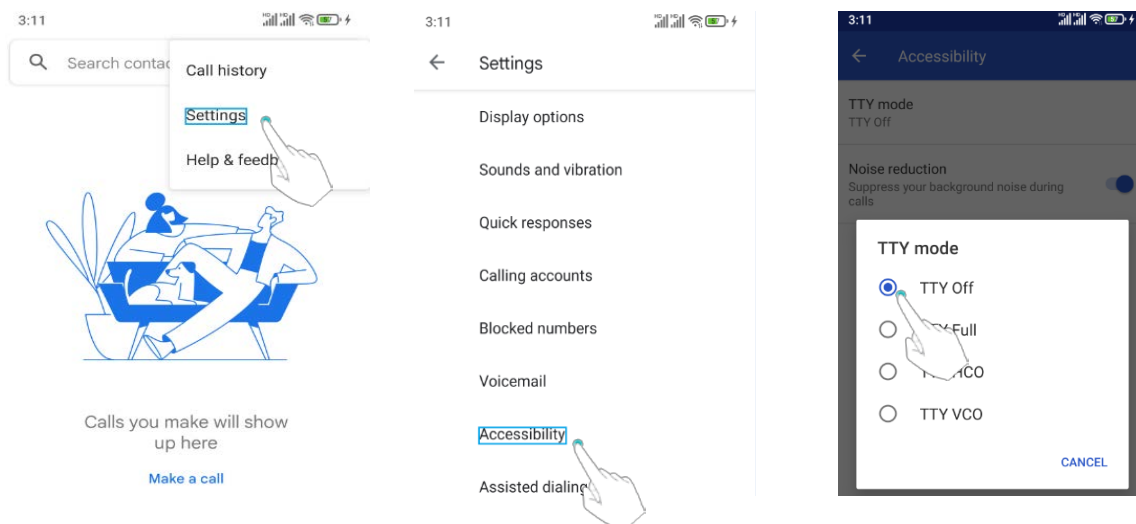 3:11
Search contac
Call history
Settings
Help & feedb
Calls you make will show
up here
Make a call
3:11
Settings
Display options
Sounds and vibration
Quick responses
Calling accounts
Blocked numbers
Voicemail
Accessibility
Assisted dialing
3:11
Accessibility
TTY mode
TTY Off
Noise reduction
Suppress your background noise during
calls
TTY mode
TTY Off
Full
HCO
TTY VCO
CANCEL